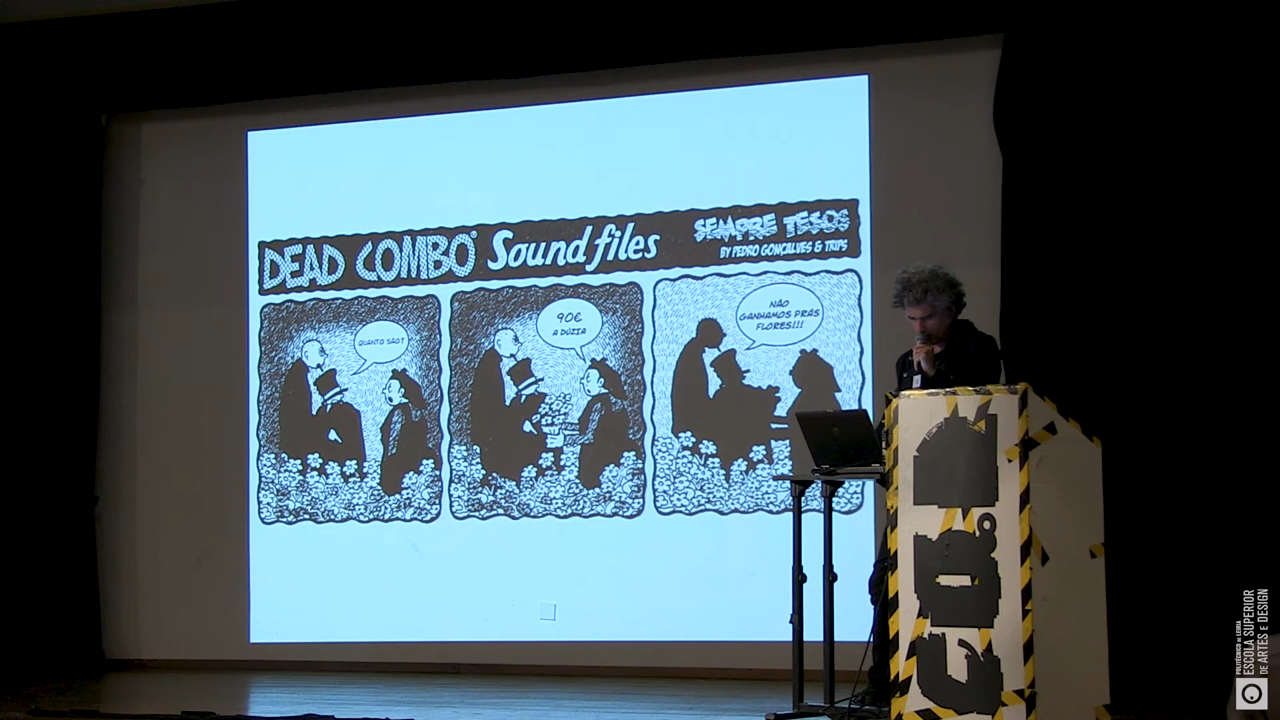 DEAD COMBO Sound files
SEMPRE TESOS
BY PEDRO GONÇALVES & TRIPS
QUANTO SÃO?
90€
A DÚZIA
NÃO
GANHAMOS PRÁS
FLORES!!!
POLITÉCNICO DE LEIRIA
ESCOLA SUPERIOR
DE ARTES E DESIGN